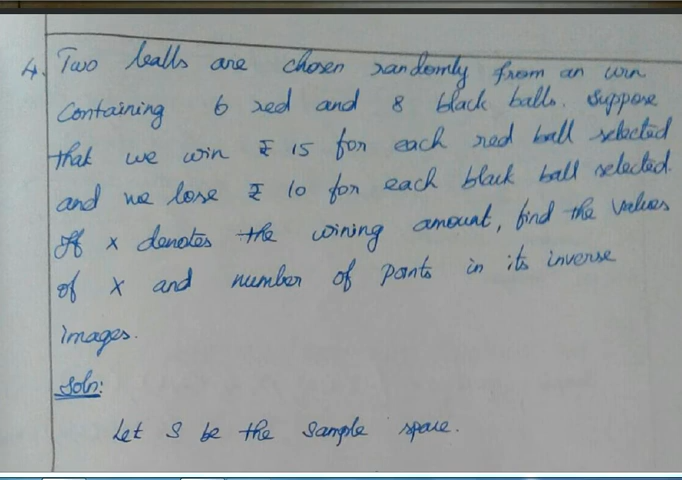 4. Two balls are chosen randomly from an urn
containing 6 red and 8 black balls. Suppose
that we win ₹ 15 for each red ball selected
and we lose ₹ 10 for each black ball selected.
If x denotes the wining amount, find the values
of x and number of points in its inverse
images.
Soln:
Let S be the sample space.